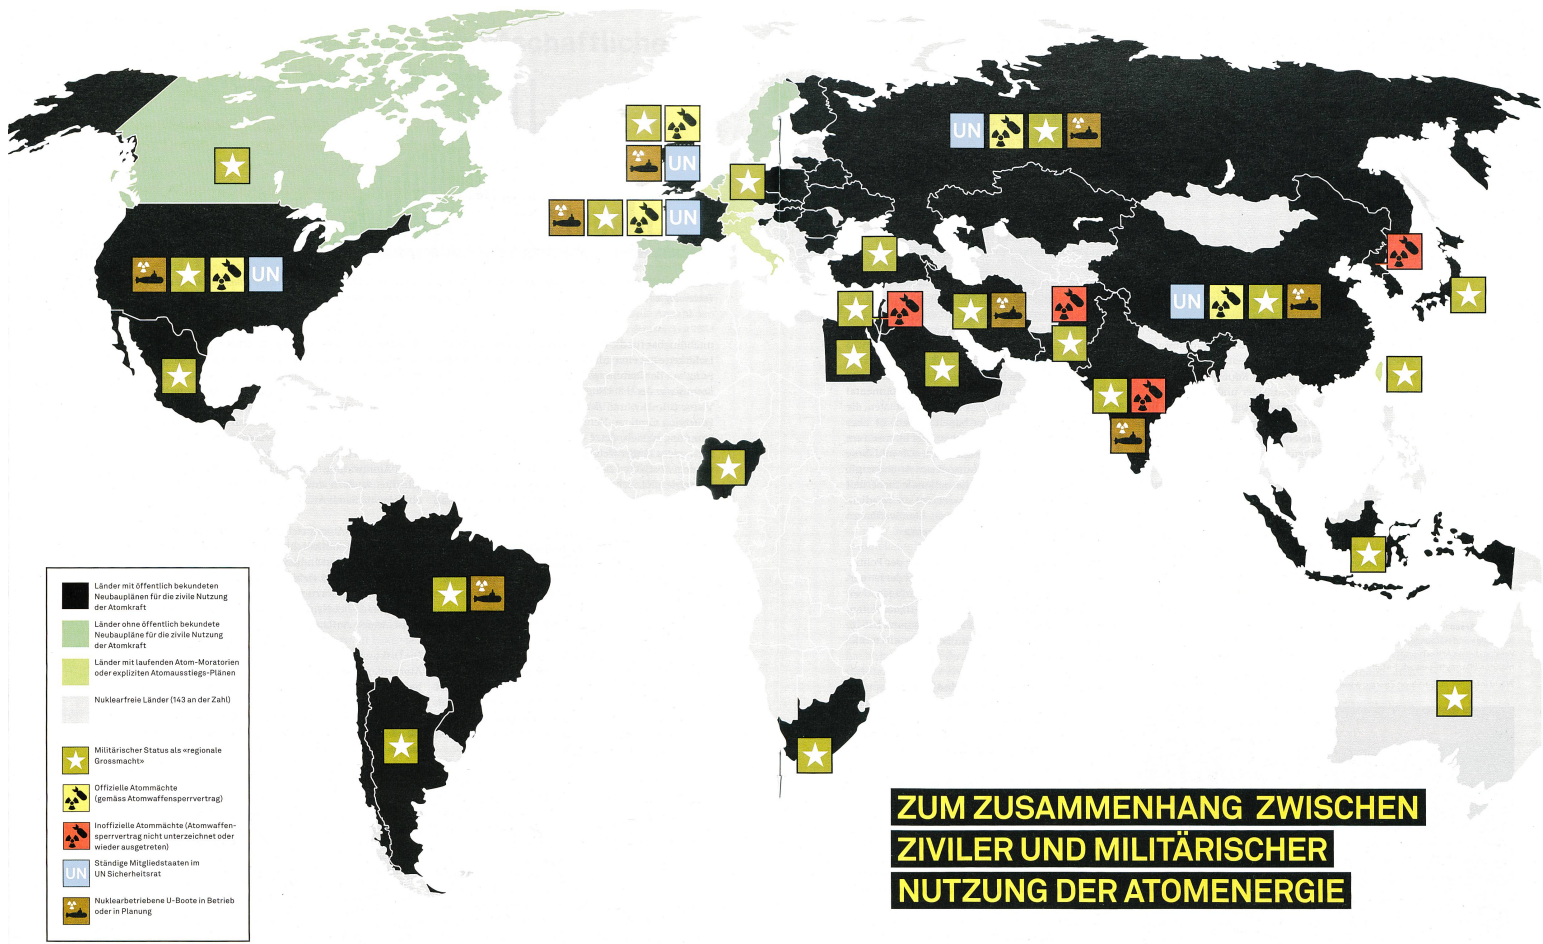 schaffliche
UN
UN
UN
UN
UN
Länder mit öffentlich bekundeten
Neubauplänen für die zivile Nutzung
der Atomkraft
Länder ohne öffentlich bekundete
Neubaupläne für die zivile Nutzung
der Atomkraft
Länder mit laufenden Atom-Moratorien
oder expliziten Atomausstiegs-Plänen
Nuklearfreie Länder (143 an der Zahl)
Militärischer Status als «regionale
Grossmacht»
Offizielle Atommächte
(gemäss Atomwaffensperrvertrag)
Inoffizielle Atommächte (Atomwaffen-
sperrvertrag nicht unterzeichnet oder
wieder ausgetreten)
UN
Ständige Mitgliedstaaten im
UN Sicherheitsrat
Nuklearbetriebene U-Boote in Betrieb
oder in Planung
ZUM ZUSAMMENHANG ZWISCHEN
ZIVILER UND MILITÄRISCHER
NUTZUNG DER ATOMENERGIE